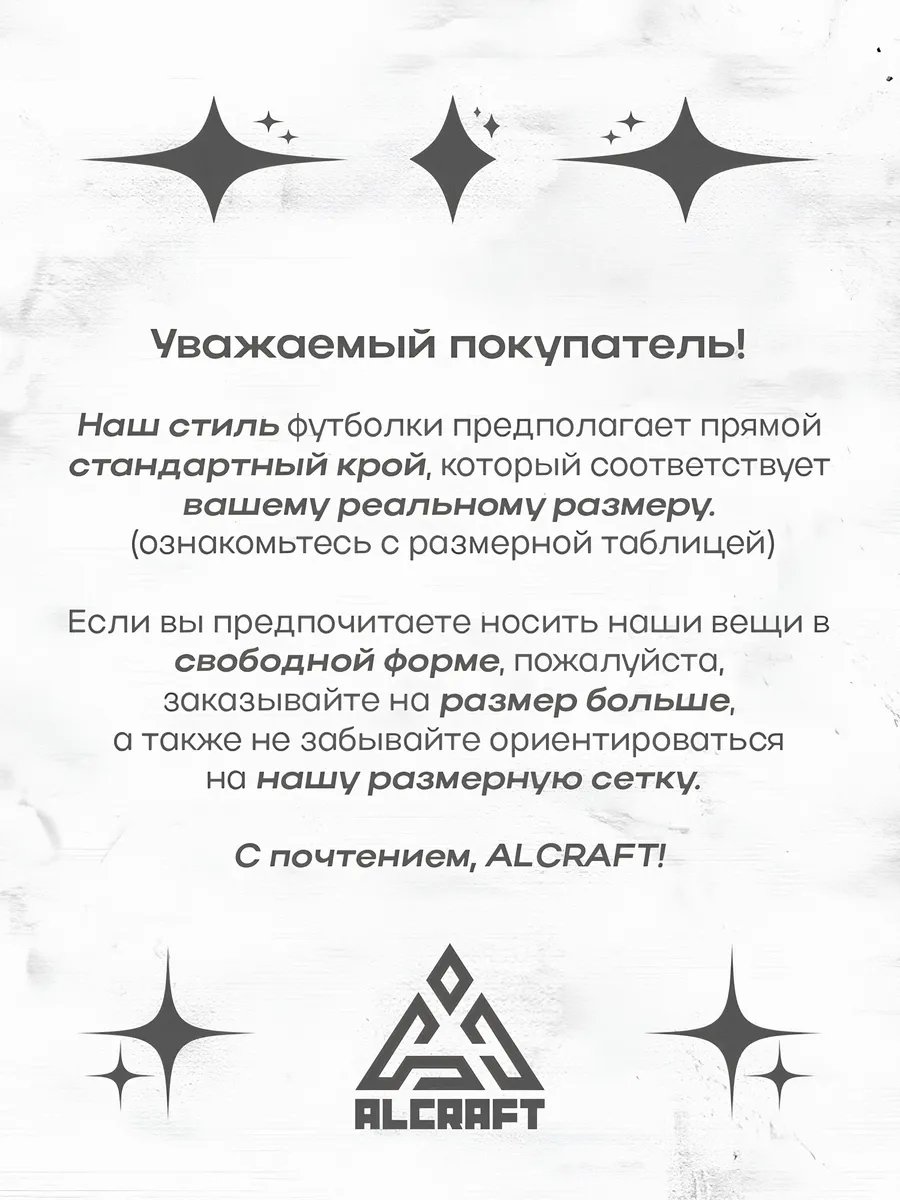 Уважаемый покупатель!
Наш стиль футболки предполагает прямой
стандартный крой, который соответствует
вашему реальному размеру.
(ознакомьтесь с размерной таблицей)
Если вы предпочитаете носить наши вещи в
свободной форме, пожалуйста,
заказывайте на размер больше,
а также не забывайте ориентироваться
на нашу размерную сетку.
С почтением, ALCRAFT!
ALCRAFT